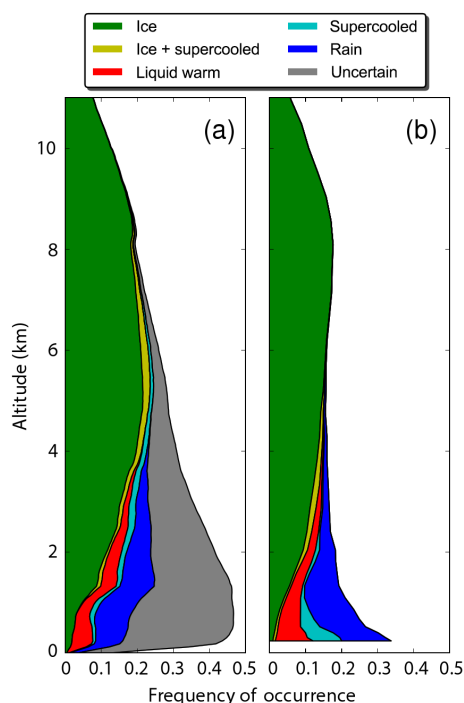 Ice
Ice + supercooled
Liquid warm
Supercooled
Rain
Uncertain
(a)
(b)
Altitude (km)
10
8
6
4
2
0
0 0.1 0.2 0.3 0.4 0.5
0 0.1 0.2 0.3 0.4 0.5
Frequency of occurrence